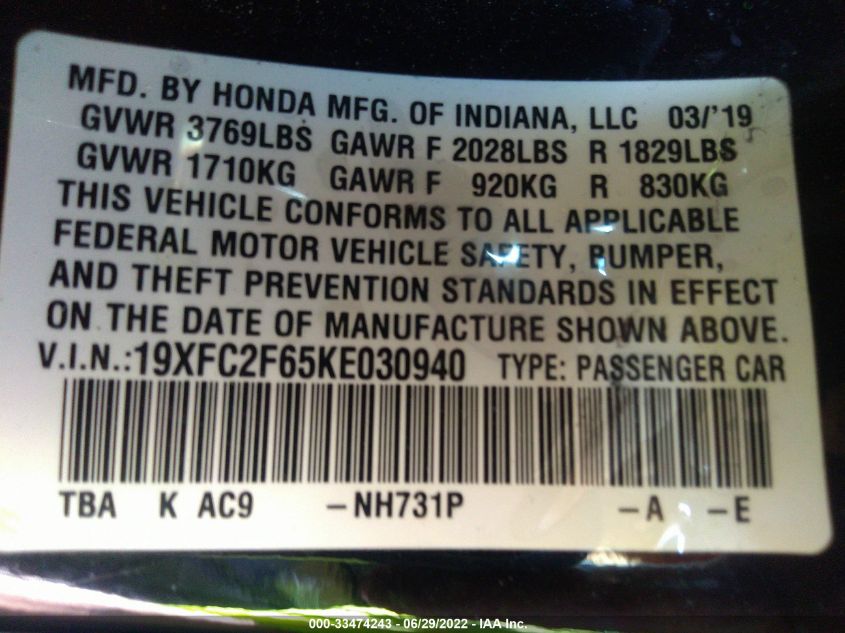 MFD. BY HONDA MFG. OF INDIANA, LLC 03/'19
GVWR 3769LBS GAWR F 2028LBS R 1829LBS
GVWR 1710KG GAWR F 920KG R 830KG
THIS VEHICLE CONFORMS TO ALL APPLICABLE
FEDERAL MOTOR VEHICLE SAFETY, BUMPER,
AND THEFT PREVENTION STANDARDS IN EFFECT
ON THE DATE OF MANUFACTURE SHOWN ABOVE.
V.I.N.:19XFC2F65KE030940 TYPE: PASSENGER CAR
TBA K AC9 –NH731P –A –E
000-33474243 - 06/29/2022 - IAA Inc.